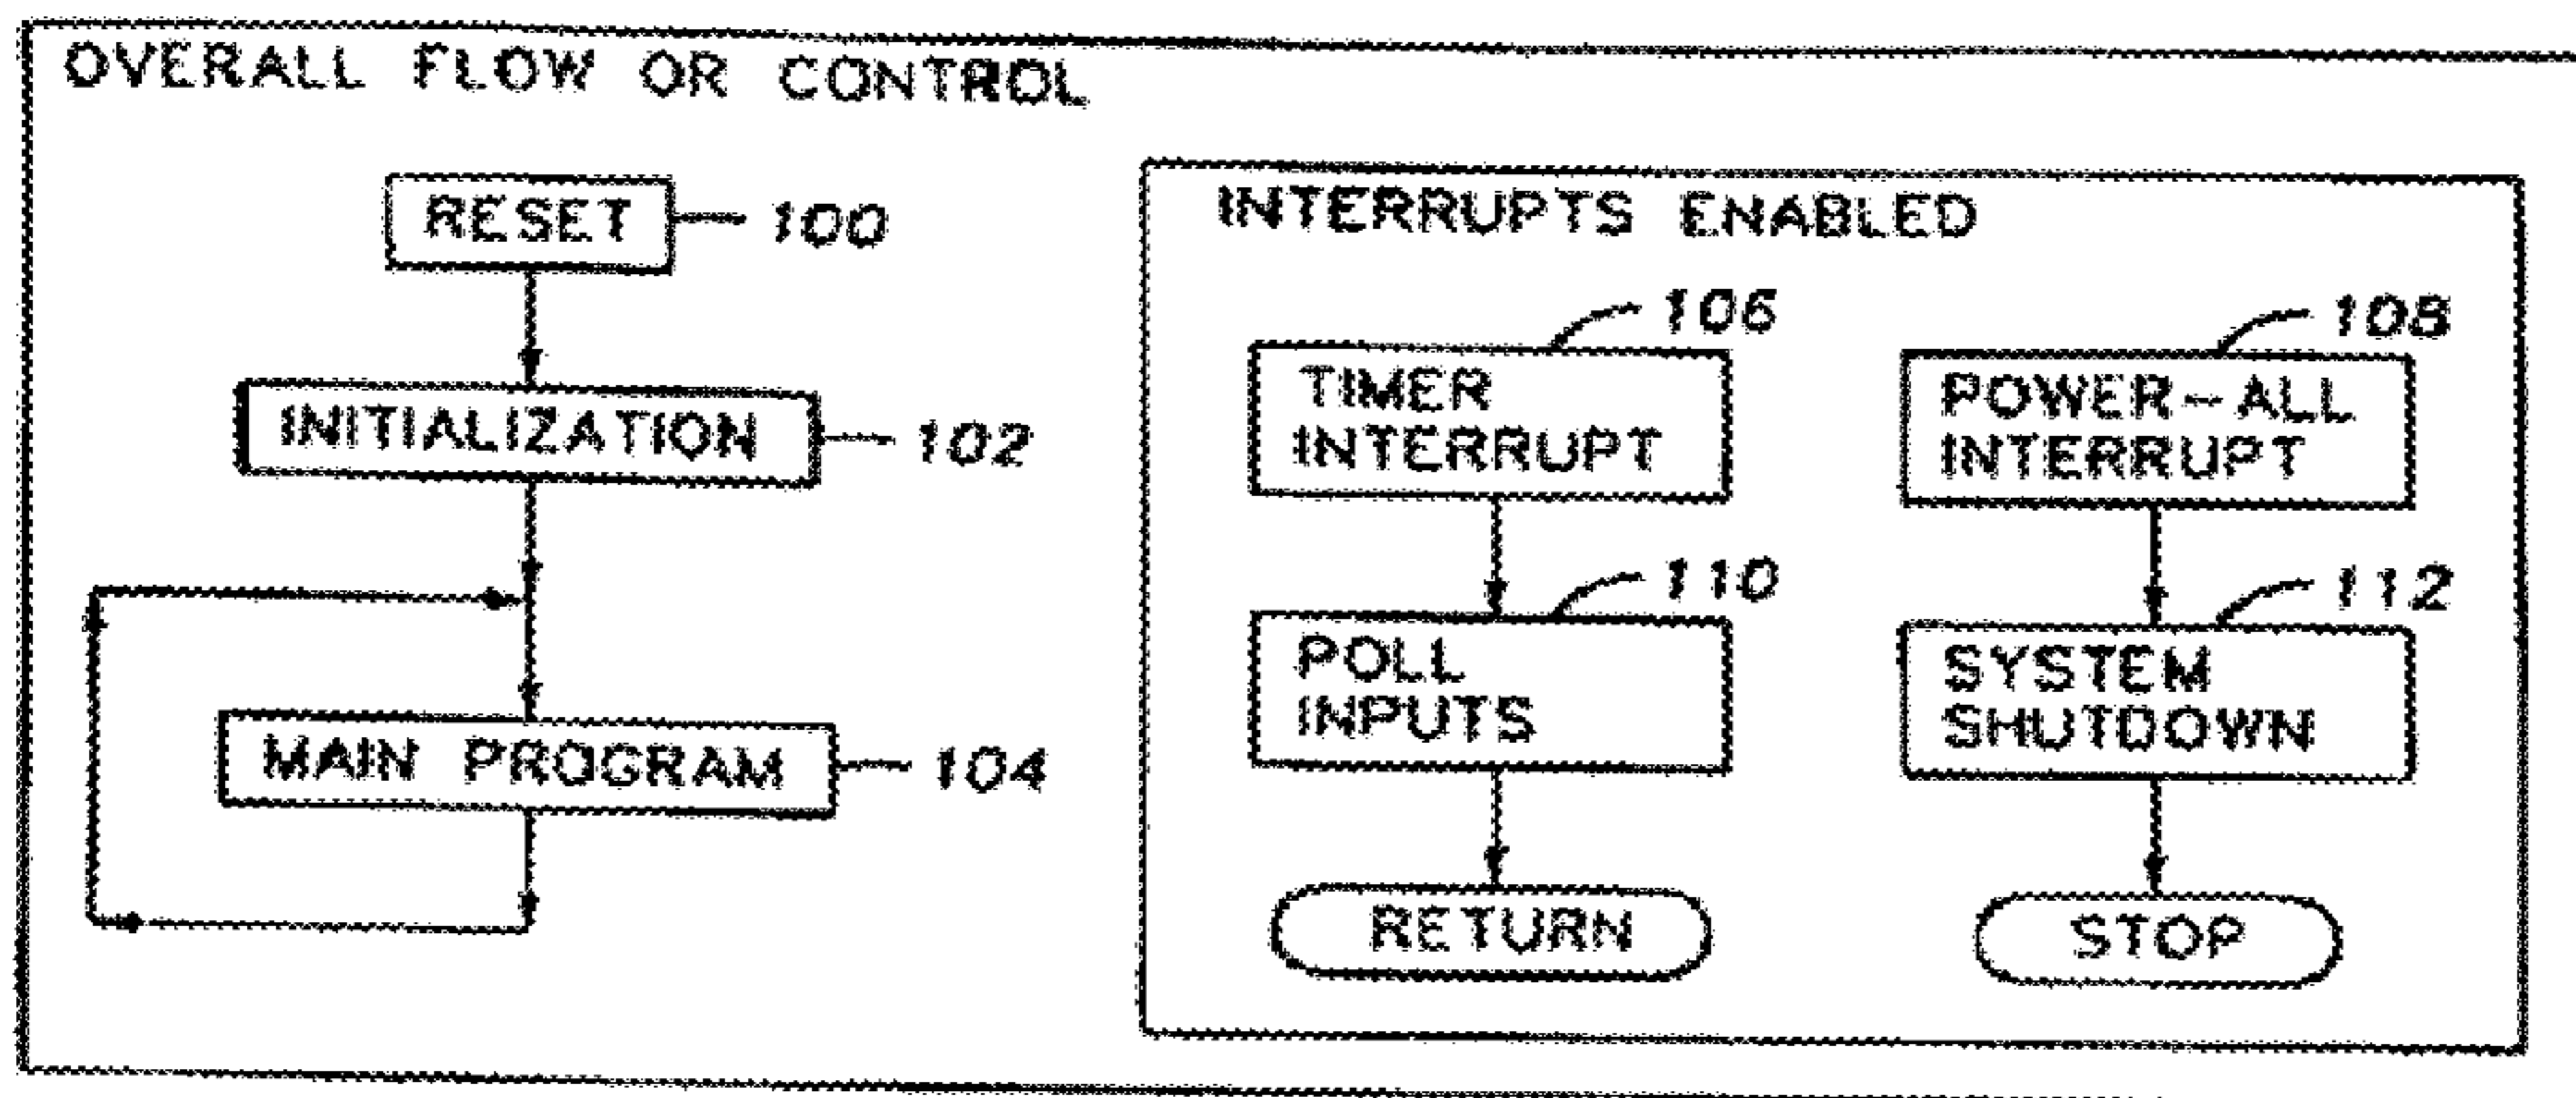 OVERALL FLOW OR CONTROL
RESET
100
INITIALIZATION
102
MAIN PROGRAM
104
INTERRUPTS ENABLED
106
TIMER
INTERRUPT
110
POLL
INPUTS
RETURN
108
POWER-ALL
INTERRUPT
112
SYSTEM
SHUTDOWN
STOP